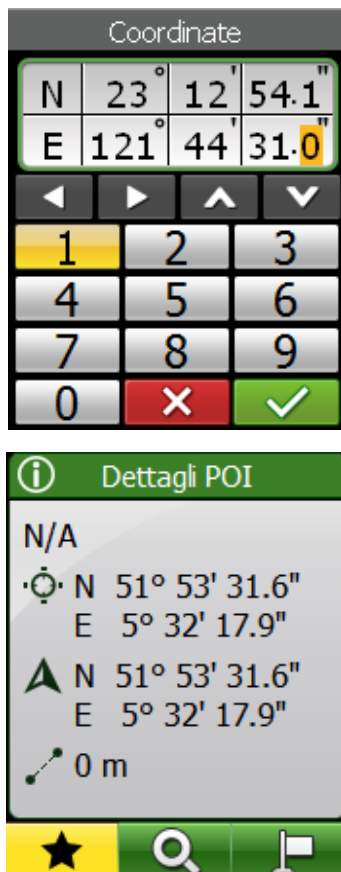 Coordinate
N 23° 12' 54.1"
E 121° 44' 31.0"
1 2 3
4 5 6
7 8 9
0
Dettagli POI
N/A
N 51° 53' 31.6"
E 5° 32' 17.9"
N 51° 53' 31.6"
E 5° 32' 17.9"
0 m